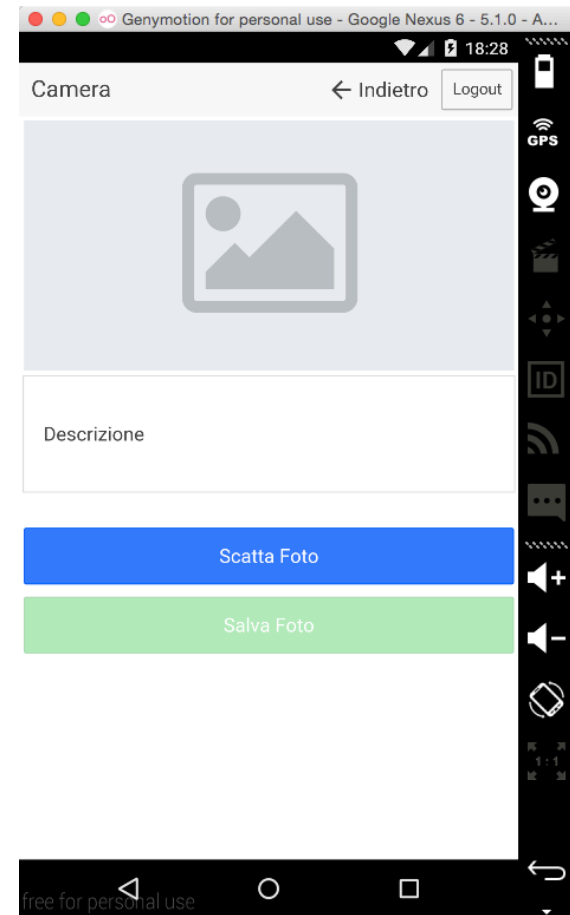 Genymotion for personal use - Google Nexus 6 - 5.1.0 - A...
18:28
Camera
Indietro
Logout
GPS
ID
Descrizione
Scatta Foto
Salva Foto
1:1
free for personal use